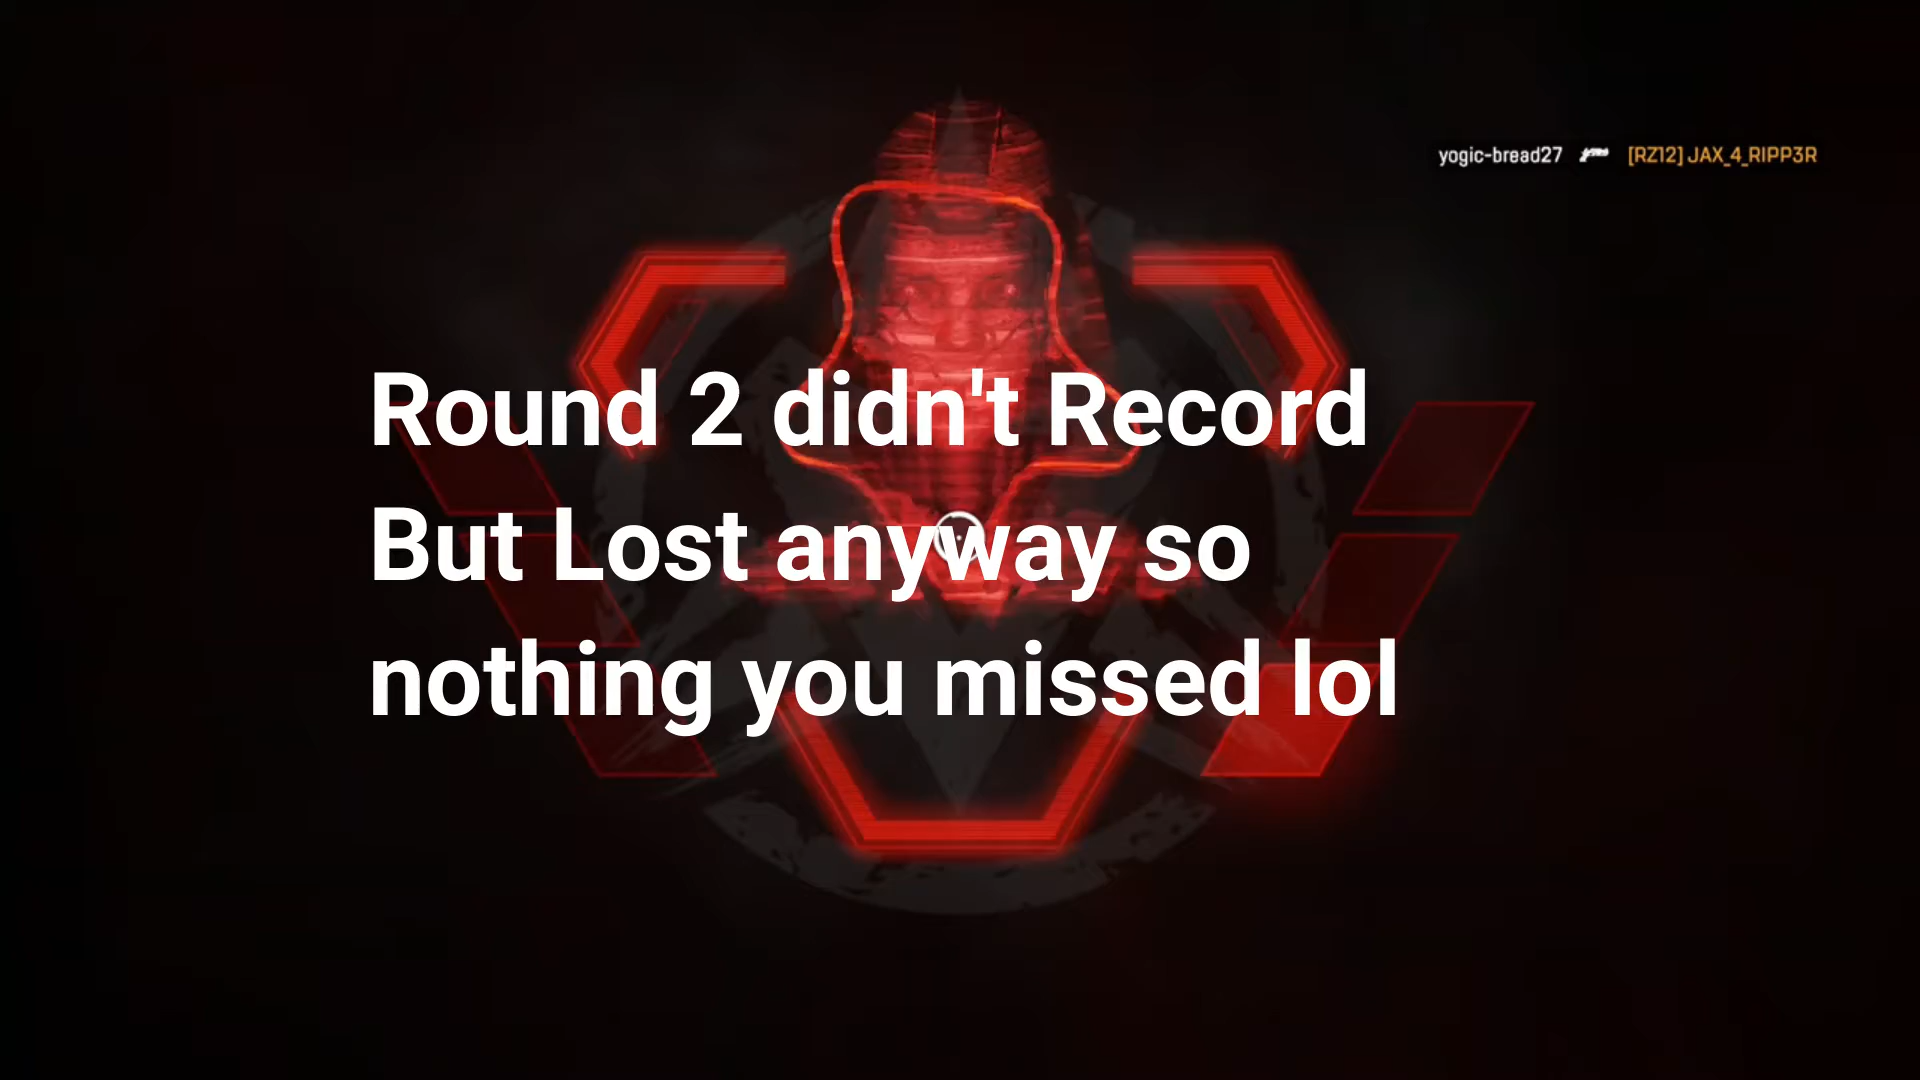 yogic-bread27 [RZ12] JAX_4_RIPP3R
Round 2 didn't Record
But Lost anyway so
nothing you missed lol